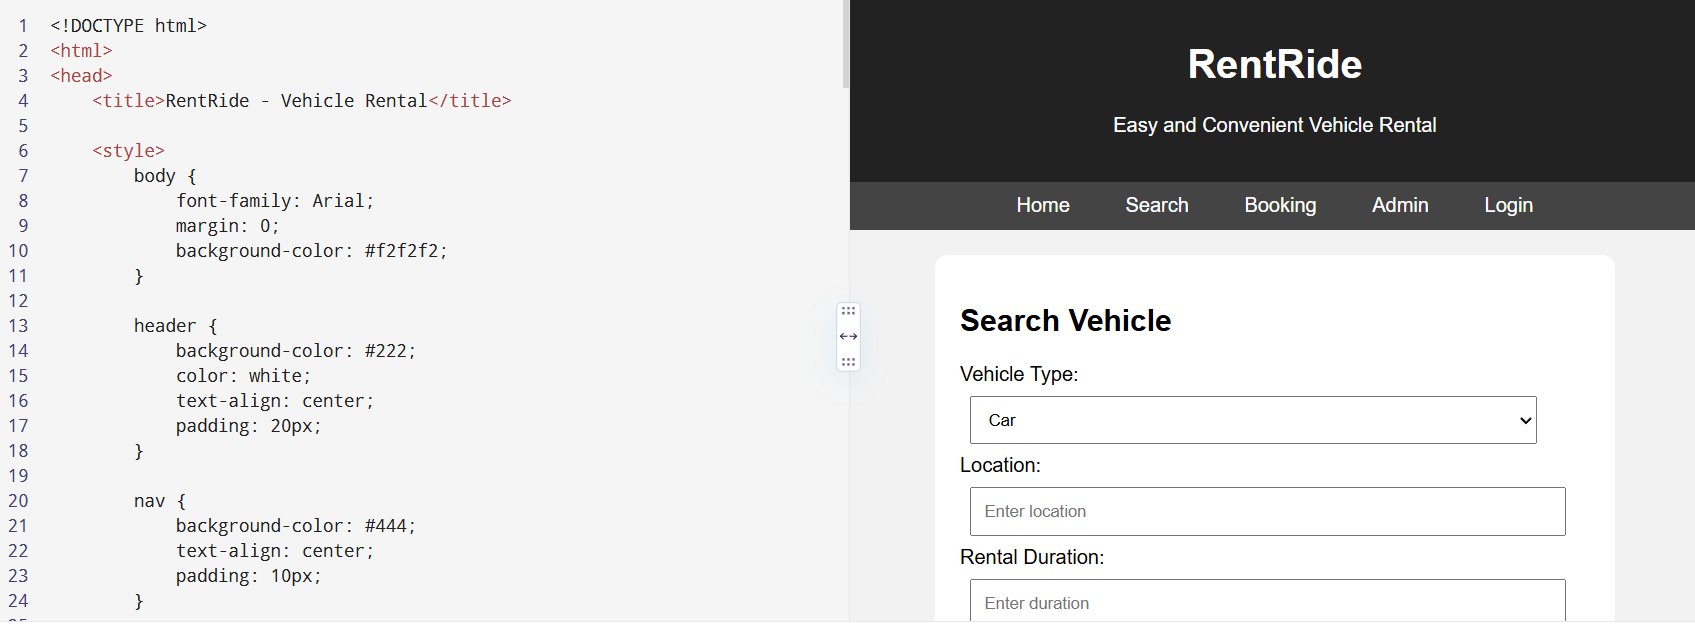 1 <!DOCTYPE html>
2 <html>
3 <head>
4 <title>RentRide - Vehicle Rental</title>
5
6 <style>
7 body {
8 font-family: Arial;
9 margin: 0;
10 background-color: #f2f2f2;
11 }
12
13 header {
14 background-color: #222;
15 color: white;
16 text-align: center;
17 padding: 20px;
18 }
19
20 nav {
21 background-color: #444;
22 text-align: center;
23 padding: 10px;
24 }
RentRide
Easy and Convenient Vehicle Rental
Home Search Booking Admin Login
Search Vehicle
Vehicle Type:
Car
Location:
Enter location
Rental Duration:
Enter duration